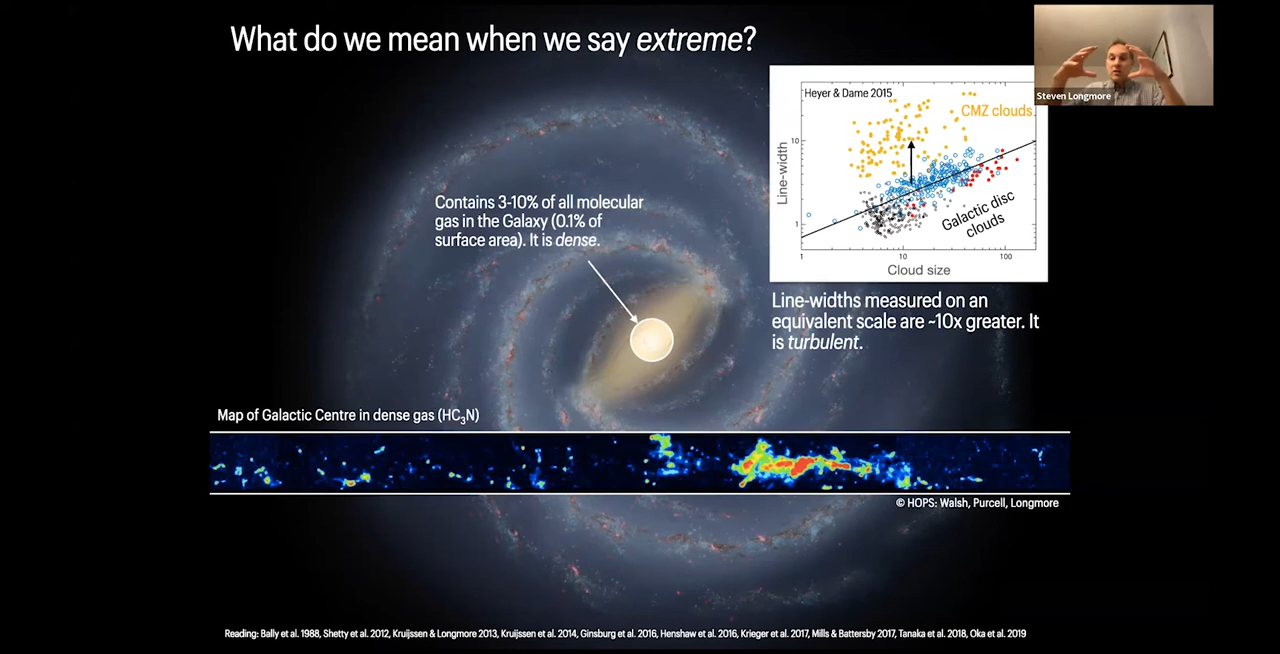 What do we mean when we say extreme?
Steven Longmore
Heyer & Dame 2015
CMZ clouds
Line-width
10
1
Galactic disc
clouds
1
10
100
Cloud size
Contains 3-10% of all molecular
gas in the Galaxy (0.1% of
surface area). It is dense.
Line-widths measured on an
equivalent scale are ~10x greater. It
is turbulent.
Map of Galactic Centre in dense gas (HC₃N)
© HOPS: Walsh, Purcell, Longmore
Reading: Bally et al. 1988, Shetty et al. 2012, Kruijssen & Longmore 2013, Kruijssen et al. 2014, Ginsburg et al. 2016, Henshaw et al. 2016, Krieger et al. 2017, Mills & Battersby 2017, Tanaka et al. 2018, Oka et al. 2019